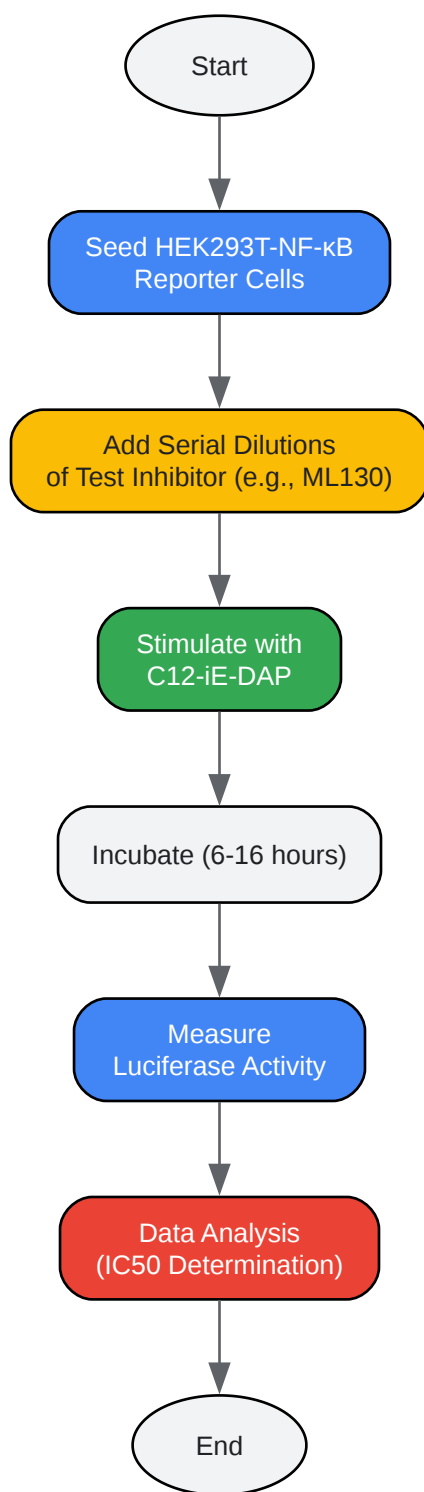 Start
Seed HEK293T-NF-κB
Reporter Cells
Add Serial Dilutions
of Test Inhibitor (e.g., ML130)
Stimulate with
C12-iE-DAP
Incubate (6-16 hours)
Measure
Luciferase Activity
Data Analysis
(IC50 Determination)
End